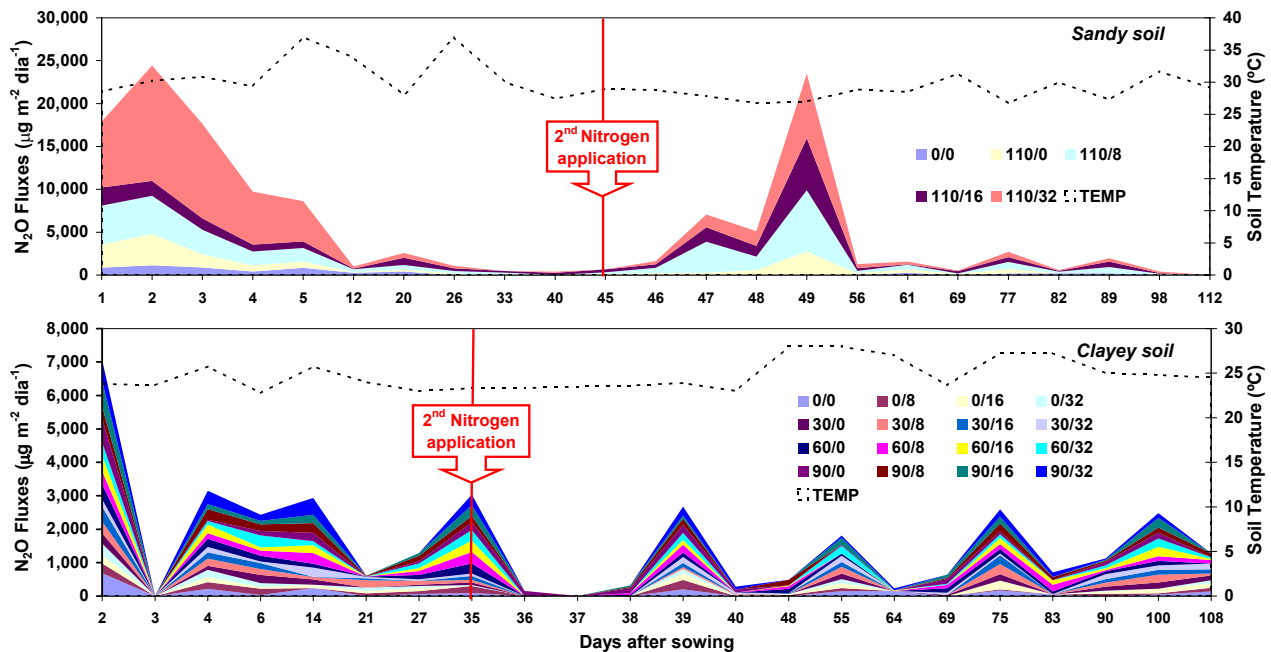 30,000
25,000
20,000
15,000
10,000
5,000
0
N₂O Fluxes (µg m⁻² dia⁻¹)
40
35
30
25
20
15
10
5
0
Soil Temperature (ºC)
Sandy soil
2nd Nitrogen
application
0/0 110/0 110/8
110/16 110/32 TEMP
1 2 3 4 5 12 20 26 33 40 45 46 47 48 49 56 61 69 77 83 89 98 112
8,000
7,000
6,000
5,000
4,000
3,000
2,000
1,000
0
N₂O Fluxes (µg m⁻² dia⁻¹)
30
25
20
15
10
5
0
Soil Temperature (ºC)
Clayey soil
2nd Nitrogen
application
0/0 0/8 0/16 0/32
30/0 30/8 30/16 30/32
60/0 60/8 60/16 60/32
90/0 90/8 90/16 90/32
TEMP
2 3 4 6 14 21 27 35 36 37 38 39 40 48 55 64 69 75 83 90 100 108
Days after sowing